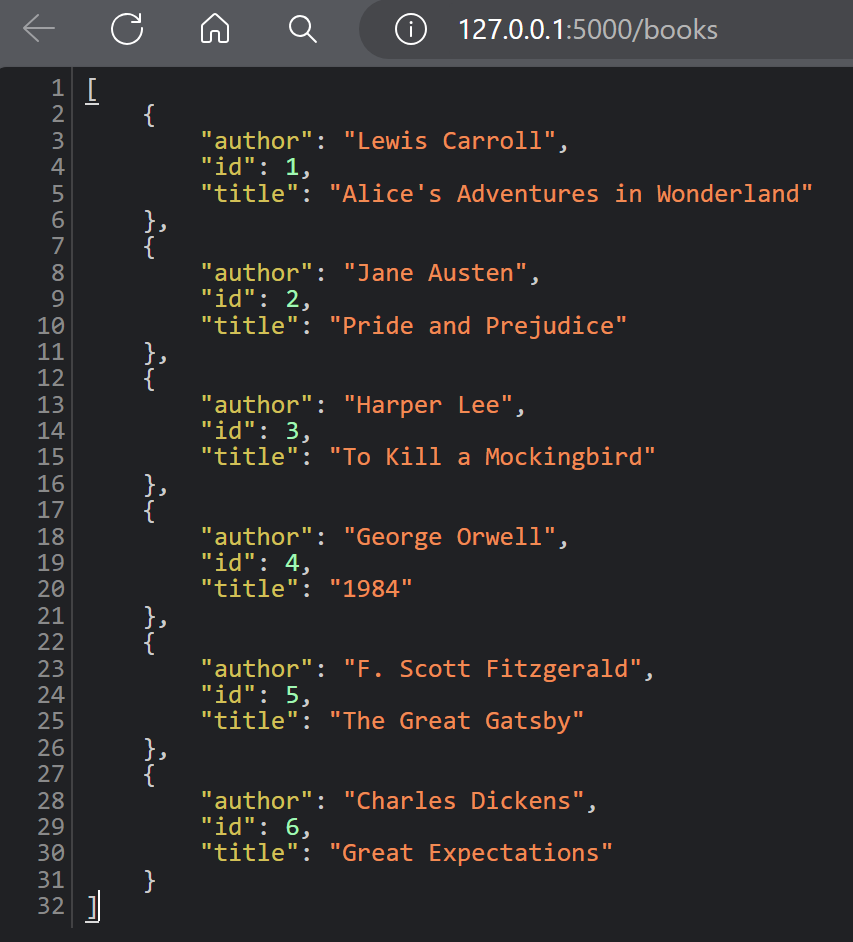 127.0.0.1:5000/books
1 [
2     {
3         "author": "Lewis Carroll",
4         "id": 1,
5         "title": "Alice's Adventures in Wonderland"
6     },
7     {
8         "author": "Jane Austen",
9         "id": 2,
10         "title": "Pride and Prejudice"
11     },
12     {
13         "author": "Harper Lee",
14         "id": 3,
15         "title": "To Kill a Mockingbird"
16     },
17     {
18         "author": "George Orwell",
19         "id": 4,
20         "title": "1984"
21     },
22     {
23         "author": "F. Scott Fitzgerald",
24         "id": 5,
25         "title": "The Great Gatsby"
26     },
27     {
28         "author": "Charles Dickens",
29         "id": 6,
30         "title": "Great Expectations"
31     }
32 ]